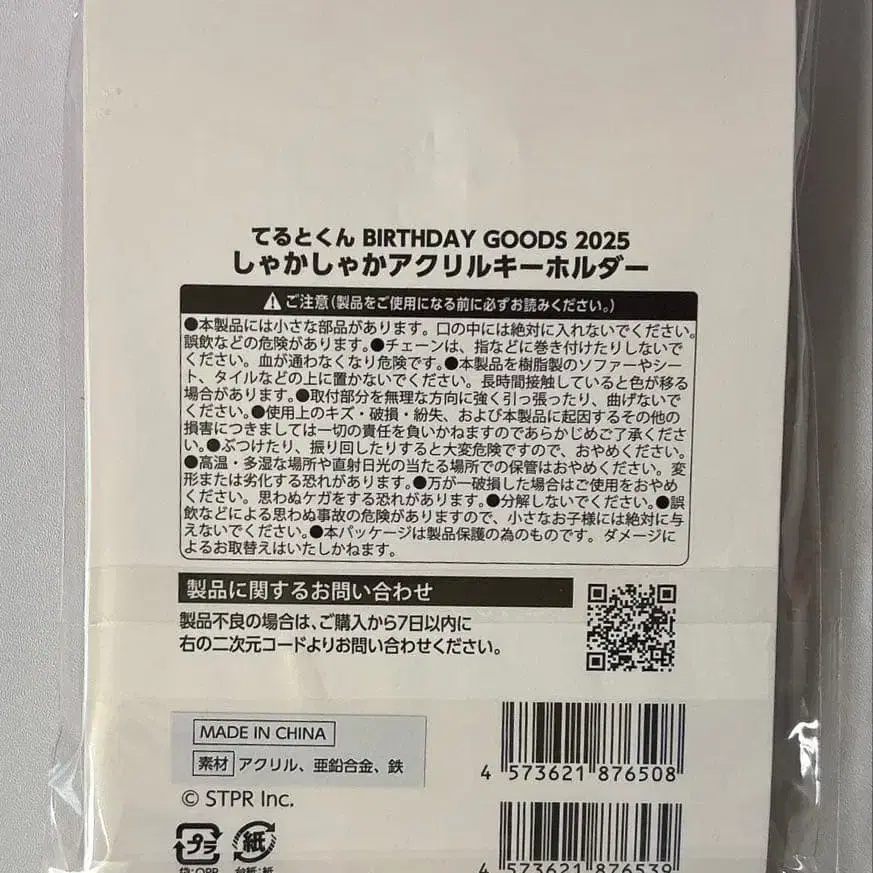 てるとくん BIRTHDAY GOODS 2025
しゃかしゃかアクリルキーホルダー
ご注意(製品をご使用になる前に必ずお読みください。)
●本製品には小さな部品があります。口の中には絶対に入れないでください。
誤飲などの危険があります。●チェーンは、指などに巻き付けたりしないで
ください。血が通わなくなり危険です。●本製品を樹脂製のソファーやシー
ト、タイルなどの上に置かないでください。長時間接触していると色が移る
場合があります。●取付部分を無理な方向に強く引っ張ったり、曲げないで
ください。●使用上のキズ・破損・紛失、および本製品に起因するその他の
損害につきましては一切の責任を負いかねますのであらかじめご了承くださ
い。●ぶつけたり、振り回したりすると大変危険ですので、おやめください。
●高温・多湿な場所や直射日光の当たる場所での保管はおやめください。変
形または劣化する恐れがあります。●万が一破損した場合はご使用をおやめ
ください。思わぬケガをする恐れがあります。●分解しないでください。●誤
飲などによる思わぬ事故の危険がありますので、小さなお子様には絶対に与
えないでください。●本パッケージは製品保護の為のものです。ダメージに
よるお取替えはいたしかねます。
製品に関するお問い合わせ
製品不良の場合は、ご購入から7日以内に
右の二次元コードよりお問い合わせください。
MADE IN CHINA
素材 アクリル、亜鉛合金、鉄
© STPR Inc.
4 573621 876508
プラ 紙
袋:OPP 台紙:紙
4 573621 876539